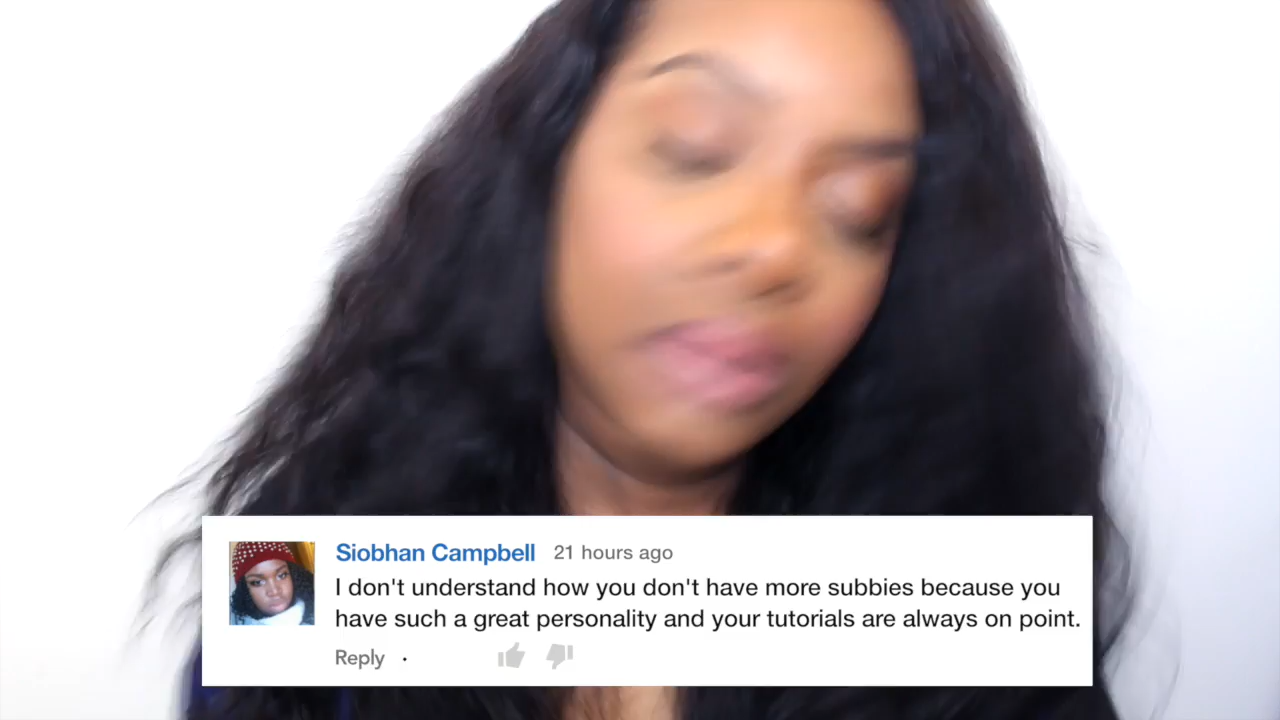 Siobhan Campbell 21 hours ago
I don't understand how you don't have more subbies because you
have such a great personality and your tutorials are always on point.
Reply ·